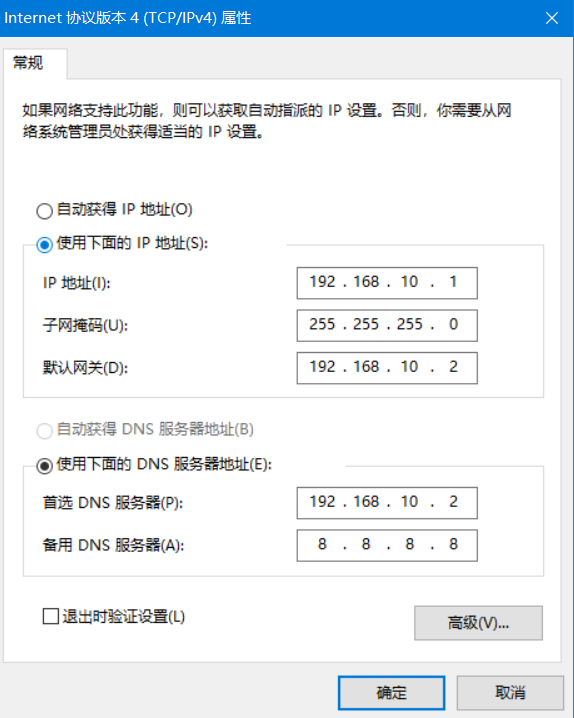 Internet 协议版本 4 (TCP/IPv4) 属性
常规
如果网络支持此功能，则可以获取自动指派的 IP 设置。否则，你需要从网
络系统管理员处获得适当的 IP 设置。
自动获得 IP 地址(O)
使用下面的 IP 地址(S):
IP 地址(I): 192 . 168 . 10 . 1
子网掩码(U): 255 . 255 . 255 . 0
默认网关(D): 192 . 168 . 10 . 2
自动获得 DNS 服务器地址(B)
使用下面的 DNS 服务器地址(E):
首选 DNS 服务器(P): 192 . 168 . 10 . 2
备用 DNS 服务器(A): 8 . 8 . 8 . 8
退出时验证设置(L)
高级(V)...
确定 取消